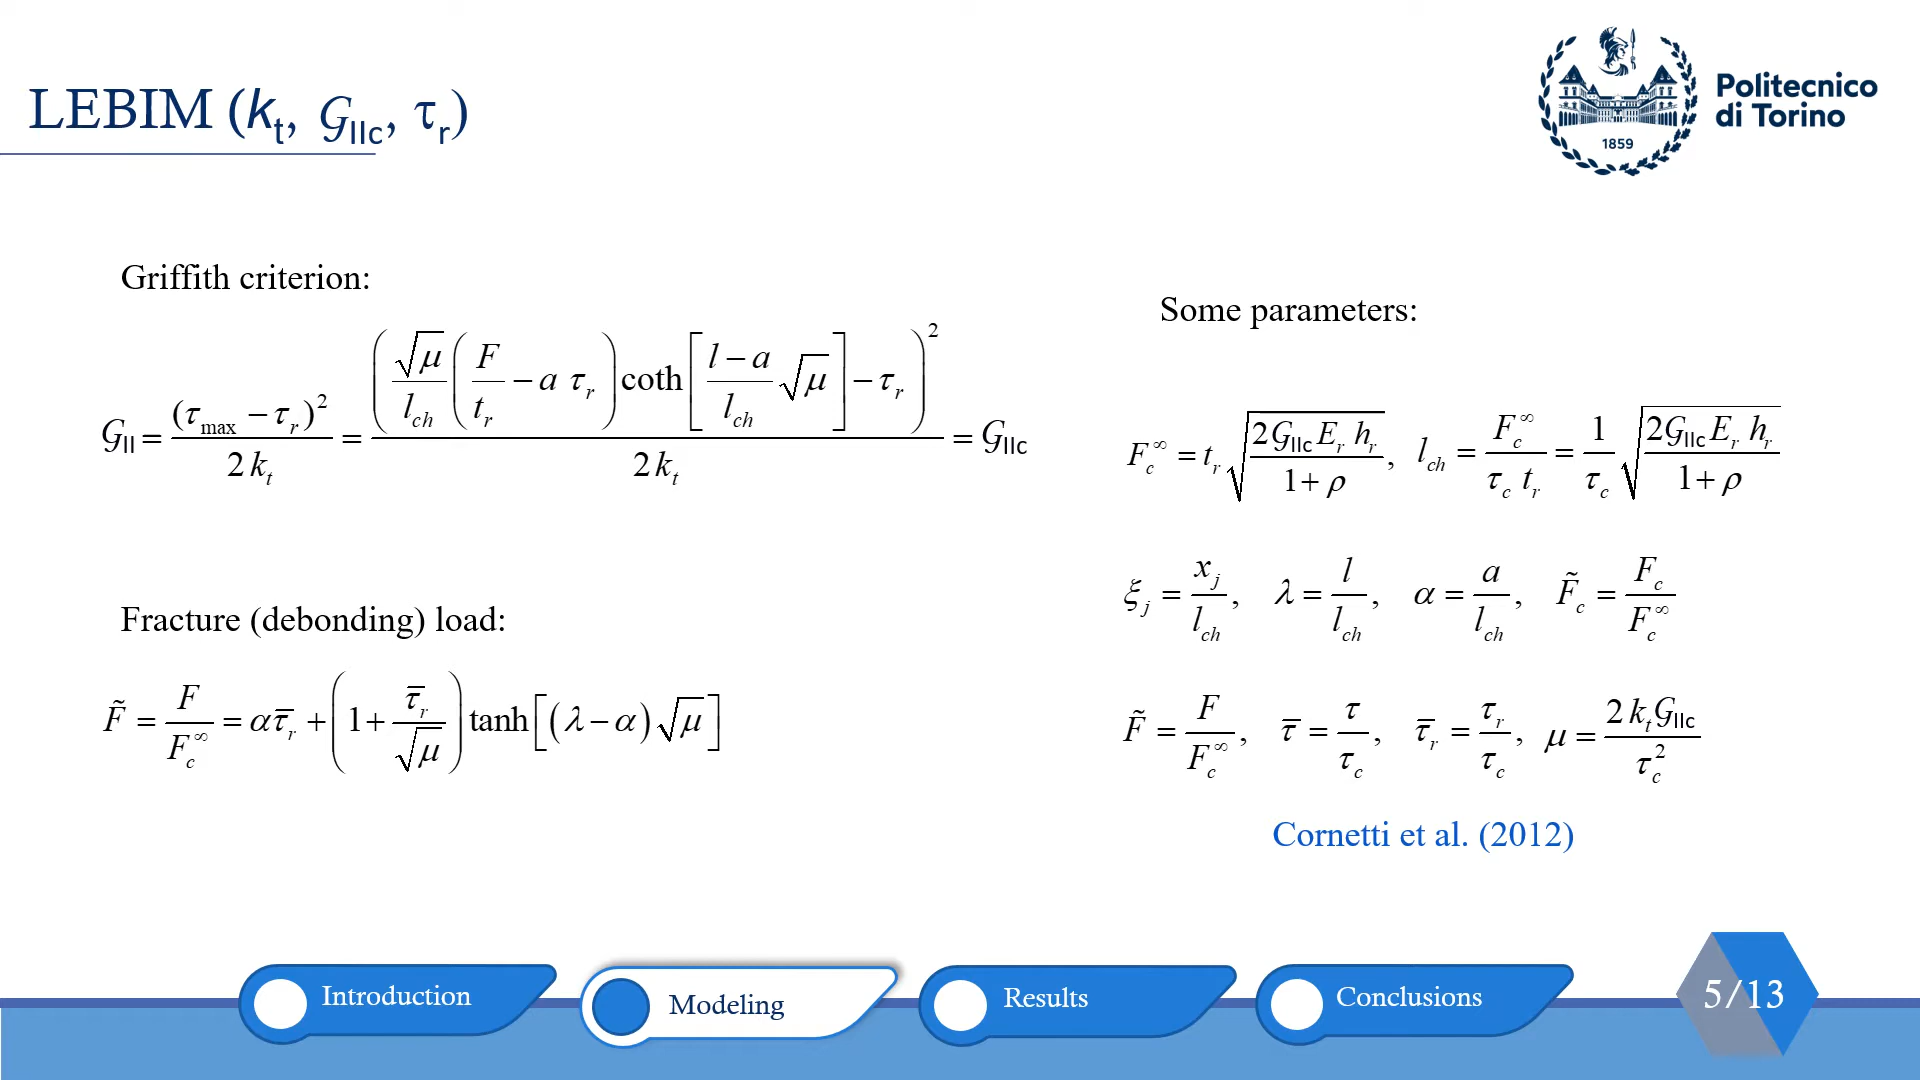 LEBIM (kt, 𝒢IIc, τr)
1859
Politecnico
di Torino
Griffith criterion:
𝒢II = (τmax − τr)² / 2kt = (√μ/lch (F/tr − a τr) coth[(l − a)/lch √μ] − τr)² / 2kt = 𝒢IIc
Fracture (debonding) load:
F̃ = F/Fc∞ = ατ̅r + (1 + τ̅r/√μ) tanh[(λ − α)√μ]
Some parameters:
Fc∞ = tr √(2𝒢IIc Er hr / 1+ρ), lch = Fc∞/τc tr = 1/τc √(2𝒢IIc Er hr / 1+ρ)
ξj = xj/lch, λ = l/lch, α = a/lch, F̃c = Fc/Fc∞
F̃ = F/Fc∞, τ̅ = τ/τc, τ̅r = τr/τc, μ = 2kt𝒢IIc/τc²
Cornetti et al. (2012)
Introduction
Modeling
Results
Conclusions
5/13